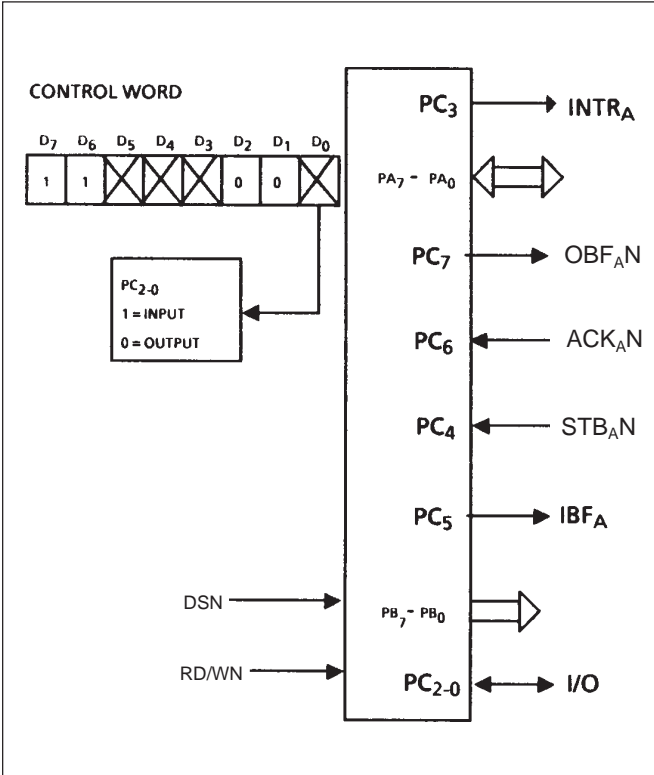 CONTROL WORD
D7 D6 D5 D4 D3 D2 D1 D0
1 1 0 0
PC2-0
1 = INPUT
0 = OUTPUT
PC3 INTRA
PA7 - PA0
PC7 OBFAN
PC6 ACKAN
PC4 STBAN
PC5 IBFA
DSN
PB7 - PB0
RD/WN
PC2-0 I/O